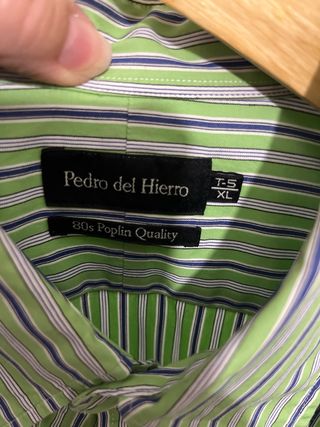 Pedro del Hierro
T-5
XL
80s Poplin Quality